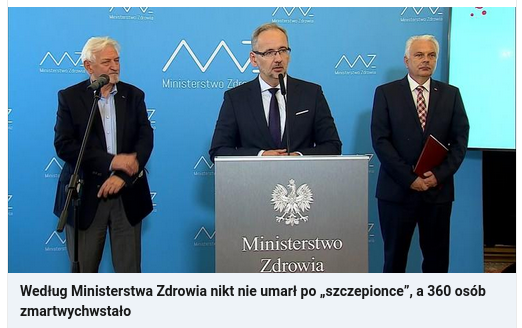 Ministerstwo Zdrowia
Ministerstwo Zdrowia
Ministerstwo Zdrowia
Ministerstwo Zdrowia
Ministerstwo
Zdrowia
Według Ministerstwa Zdrowia nikt nie umarł po „szczepionce”, a 360 osób
zmartwychwstało